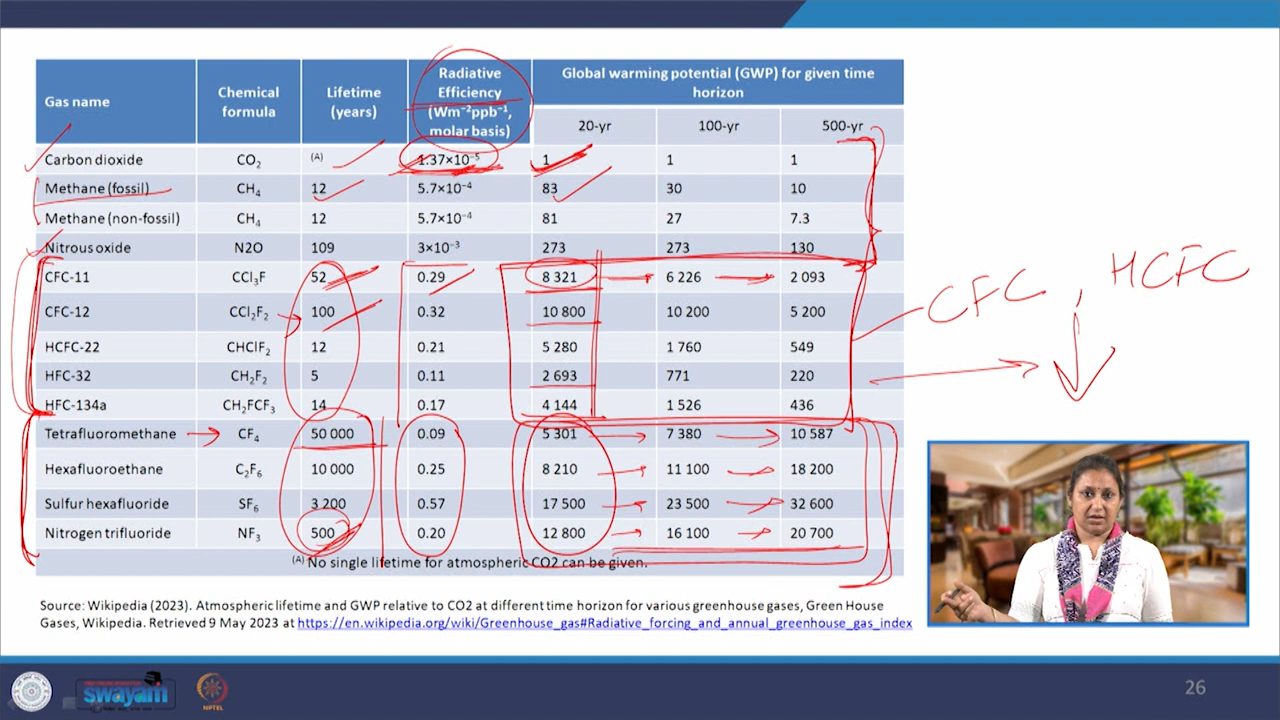 Gas name Chemical formula Lifetime (years) Radiative Efficiency (Wm⁻²ppb⁻¹, molar basis) Global warming potential (GWP) for given time horizon
20-yr 100-yr 500-yr
Carbon dioxide CO₂ (A) 1.37×10⁻⁵ 1 1 1
Methane (fossil) CH₄ 12 5.7×10⁻⁴ 83 30 10
Methane (non-fossil) CH₄ 12 5.7×10⁻⁴ 81 27 7.3
Nitrous oxide N2O 109 3×10⁻³ 273 273 130
CFC-11 CCl₃F 52 0.29 8 321 6 226 2 093
CFC-12 CCl₂F₂ 100 0.32 10 800 10 200 5 200
HCFC-22 CHClF₂ 12 0.21 5 280 1 760 549
HFC-32 CH₂F₂ 5 0.11 2 693 771 220
HFC-134a CH₂FCF₃ 14 0.17 4 144 1 526 436
Tetrafluoromethane CF₄ 50 000 0.09 5 301 7 380 10 587
Hexafluoroethane C₂F₆ 10 000 0.25 8 210 11 100 18 200
Sulfur hexafluoride SF₆ 3 200 0.57 17 500 23 500 32 600
Nitrogen trifluoride NF₃ 500 0.20 12 800 16 100 20 700
(A) No single lifetime for atmospheric CO2 can be given.
CFC, HCFC
Source: Wikipedia (2023). Atmospheric lifetime and GWP relative to CO2 at different time horizon for various greenhouse gases, Green House
Gases, Wikipedia. Retrieved 9 May 2023 at https://en.wikipedia.org/wiki/Greenhouse_gas#Radiative_forcing_and_annual_greenhouse_gas_index
swayam
NPTEL
26